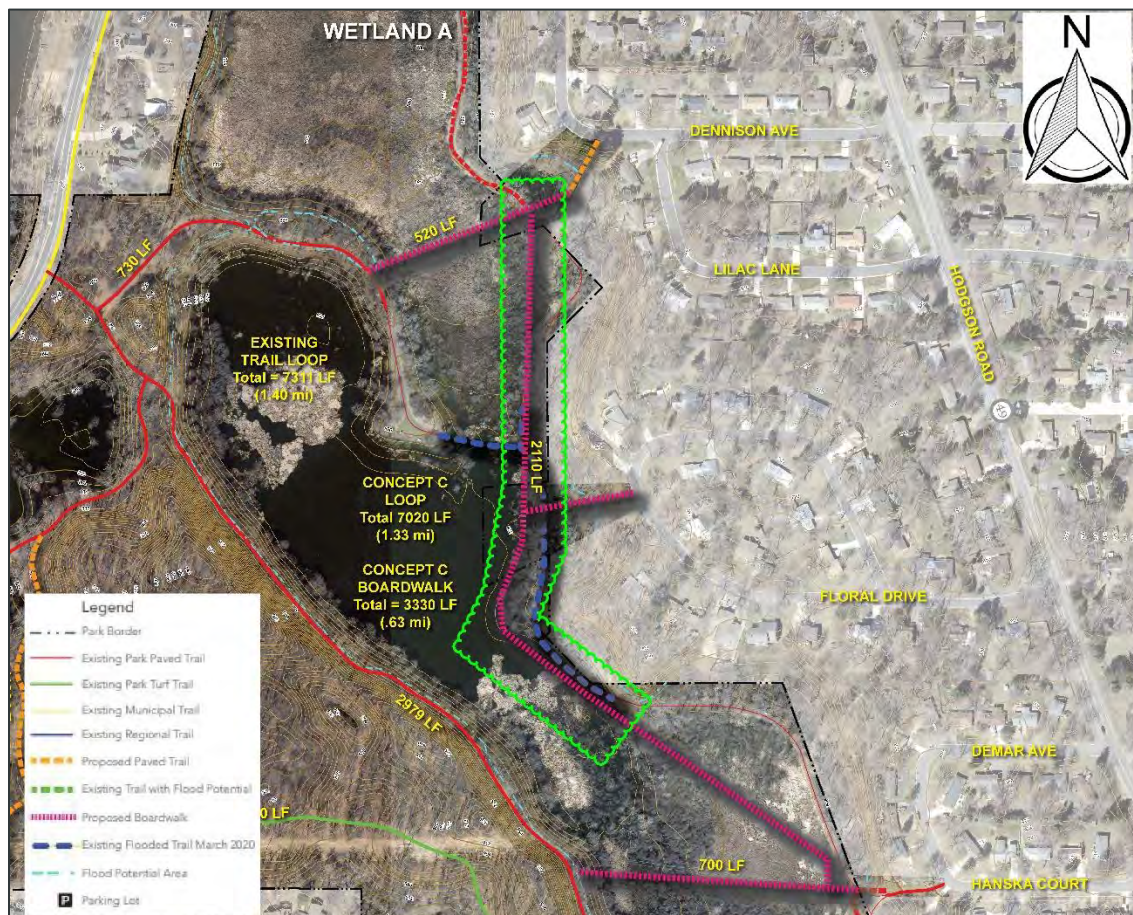 WETLAND A
N
DENNISON AVE
520 LF
730 LF
LILAC LANE
HODGSON ROAD
EXISTING
TRAIL LOOP
Total = 7311 LF
(1.40 mi)
49
2110 LF
CONCEPT C
LOOP
Total 7020 LF
(1.33 mi)
CONCEPT C
BOARDWALK
Total = 3330 LF
(.63 mi)
FLORAL DRIVE
2979 LF
DEMAR AVE
700 LF
HANSKA COURT
Legend
Park Border
Existing Park Paved Trail
Existing Park Turf Trail
Existing Municipal Trail
Existing Regional Trail
Proposed Paved Trail
Existing Trail with Flood Potential
Proposed Boardwalk
Existing Flooded Trail March 2020
Flood Potential Area
P Parking Lot